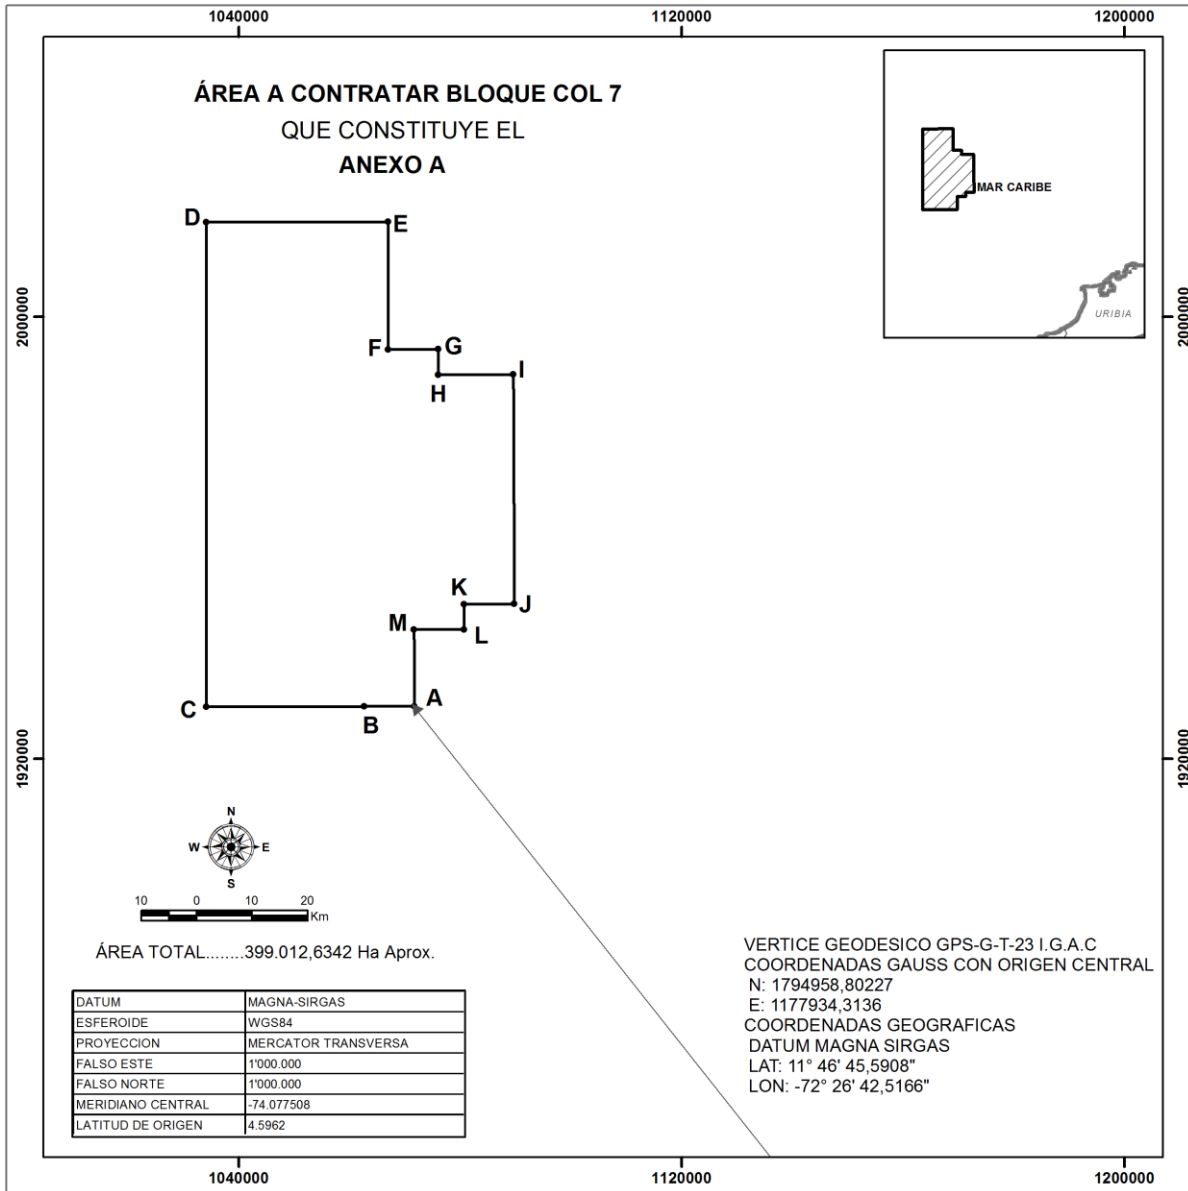 1040000
1120000
1200000
ÁREA A CONTRATAR BLOQUE COL 7
QUE CONSTITUYE EL
ANEXO A
MAR CARIBE
URIBIA
D
E
2000000
2000000
F
G
H
I
K
J
M
L
C
B
A
1920000
1920000
N
W
E
S
10 0 10 20
Km
ÁREA TOTAL........399.012,6342 Ha Aprox.
DATUM MAGNA-SIRGAS
ESFEROIDE WGS84
PROYECCION MERCATOR TRANSVERSA
FALSO ESTE 1'000.000
FALSO NORTE 1'000.000
MERIDIANO CENTRAL -74.077508
LATITUD DE ORIGEN 4.5962
VERTICE GEODESICO GPS-G-T-23 I.G.A.C
COORDENADAS GAUSS CON ORIGEN CENTRAL
N: 1794958,80227
E: 1177934,3136
COORDENADAS GEOGRAFICAS
DATUM MAGNA SIRGAS
LAT: 11° 46' 45,5908"
LON: -72° 26' 42,5166"
1040000
1120000
1200000